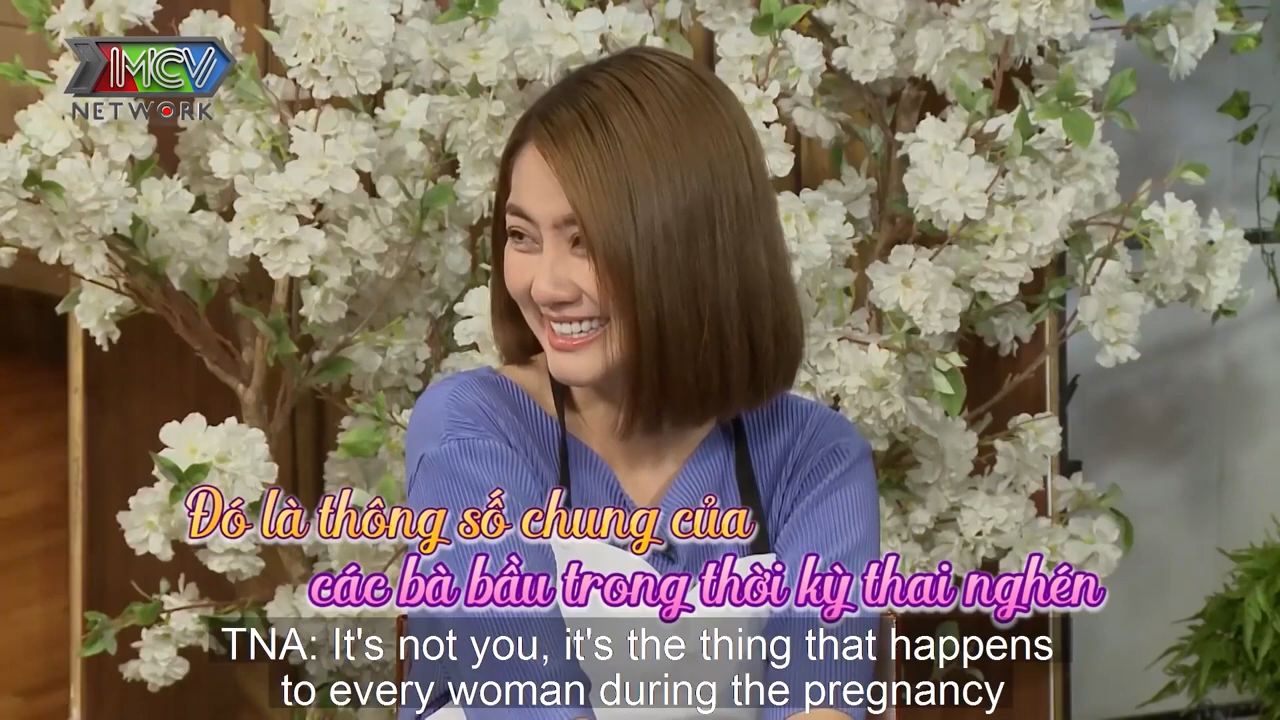 MCV
NETWORK
Đó là thông số chung của
các bà bầu trong thời kỳ thai nghén
TNA: It's not you, it's the thing that happens
to every woman during the pregnancy